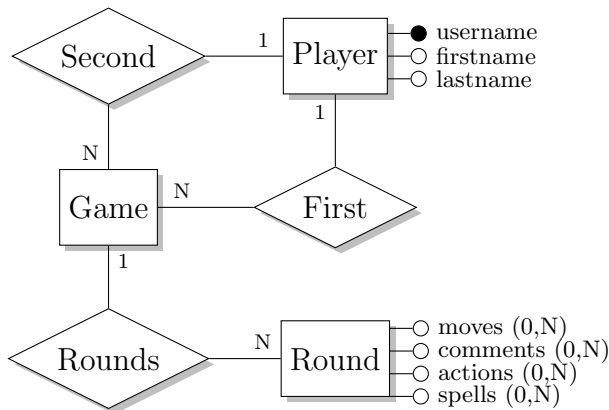 Second
1
Player
username
firstname
lastname
1
N
Game
N
First
1
Rounds
N
Round
moves (0,N)
comments (0,N)
actions (0,N)
spells (0,N)